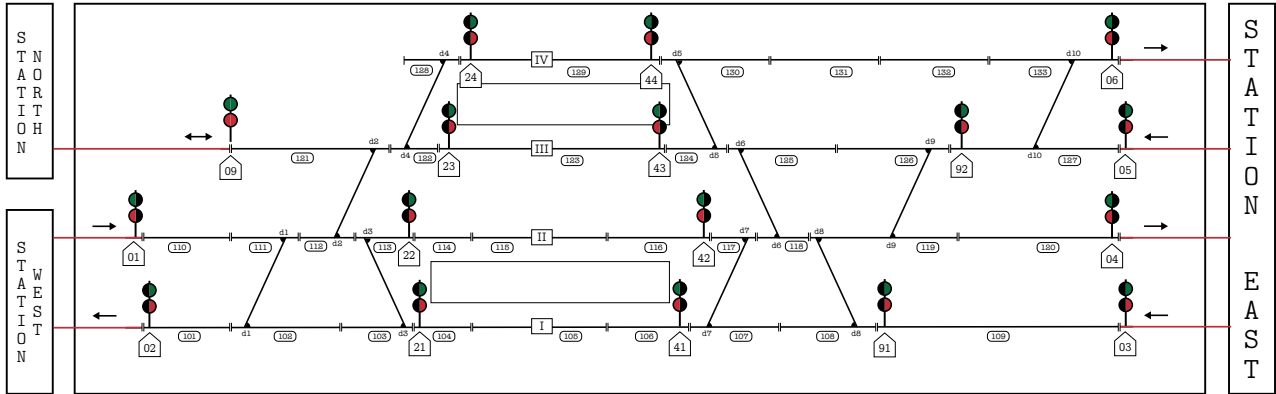 STATION
NORTH
STATION
WEST
STATION EAST
d4
24
IV
44
d5
d10
06
128
129
130
131
132
133
09
d2
d4
23
III
43
d5
d6
d9
92
d10
05
121
122
123
124
125
126
127
01
d1
d2
d3
22
II
42
d7
d6
d8
d9
04
110
111
112
113
114
115
116
117
118
119
120
02
d1
d3
21
I
41
d7
d8
91
03
101
102
103
104
105
106
107
108
109